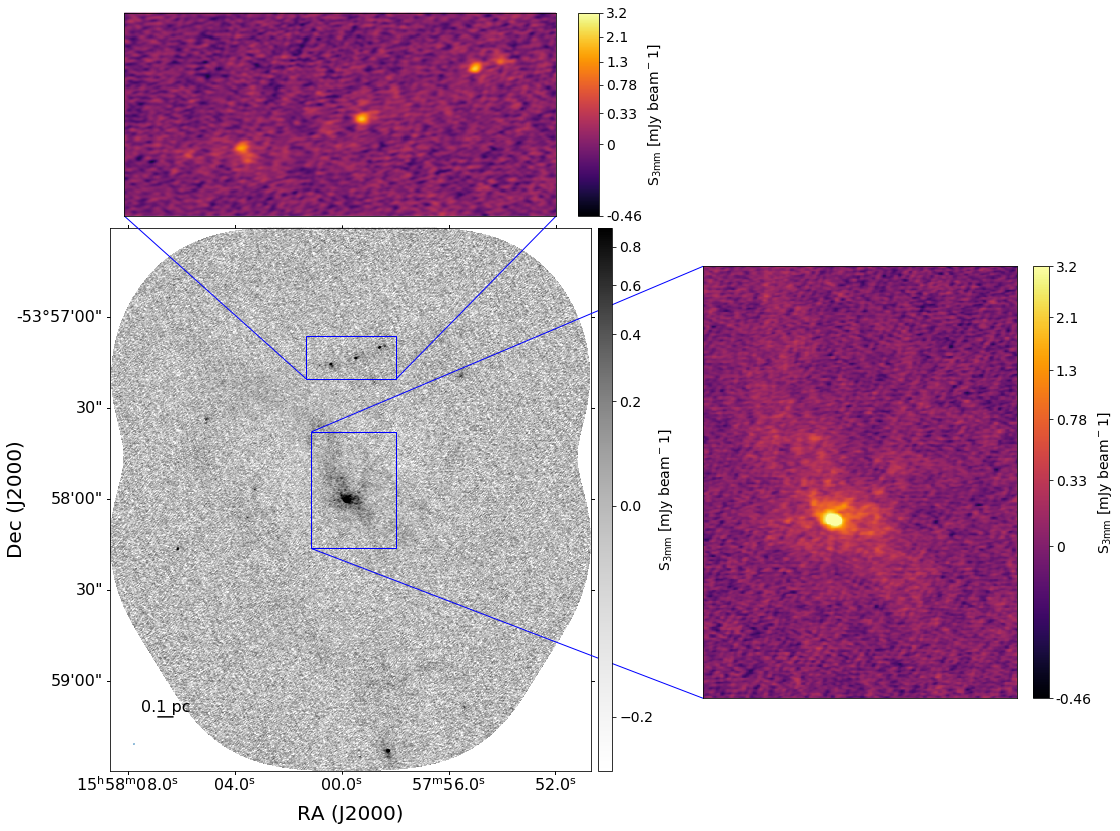 3.2
2.1
1.3
0.78
0.33
0
-0.46
S3mm [mJy beam− 1]
-53°57'00"
30"
58'00"
30"
59'00"
Dec (J2000)
0.1 pc
15h58m08.0s
04.0s
00.0s
57m56.0s
52.0s
RA (J2000)
0.8
0.6
0.4
0.2
0.0
−0.2
S3mm [mJy beam− 1]
3.2
2.1
1.3
0.78
0.33
0
-0.46
S3mm [mJy beam− 1]